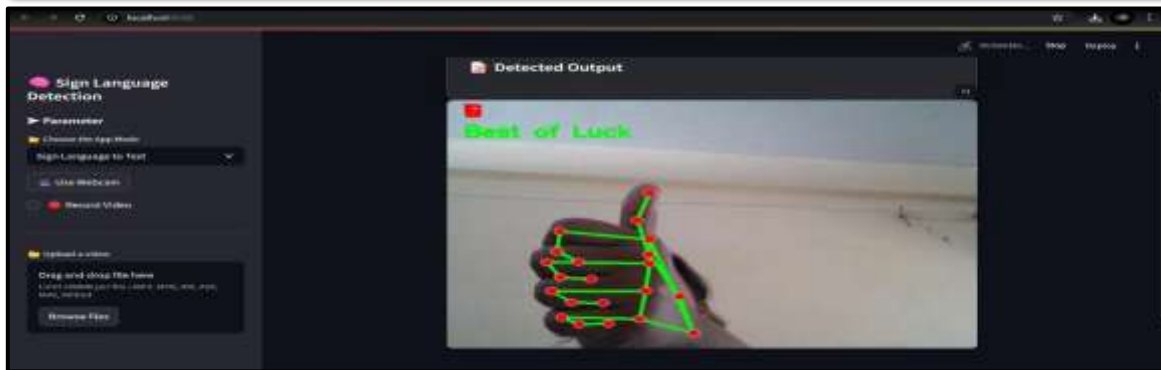 localhost
Stop
Deploy
Sign Language
Detection
Parameter
Choose the App Mode
Sign Language to Text
Use Webcam
Record Video
Upload a video
Drag and drop file here
Browse Files
Detected Output
Best of Luck